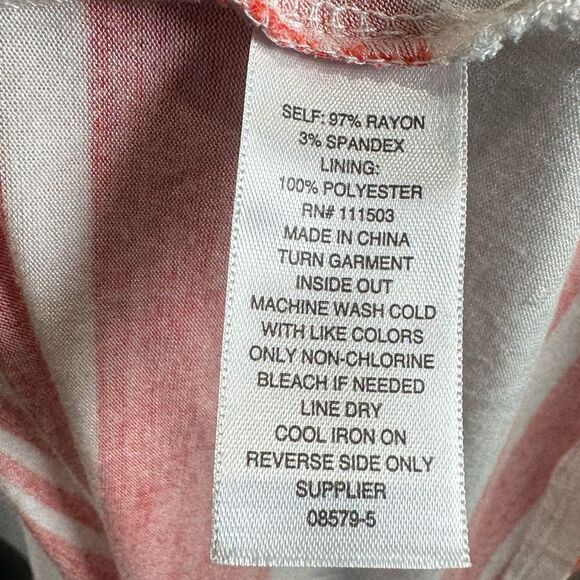 SELF: 97% RAYON
3% SPANDEX
LINING:
100% POLYESTER
RN# 111503
MADE IN CHINA
TURN GARMENT
INSIDE OUT
MACHINE WASH COLD
WITH LIKE COLORS
ONLY NON-CHLORINE
BLEACH IF NEEDED
LINE DRY
COOL IRON ON
REVERSE SIDE ONLY
SUPPLIER
08579-5